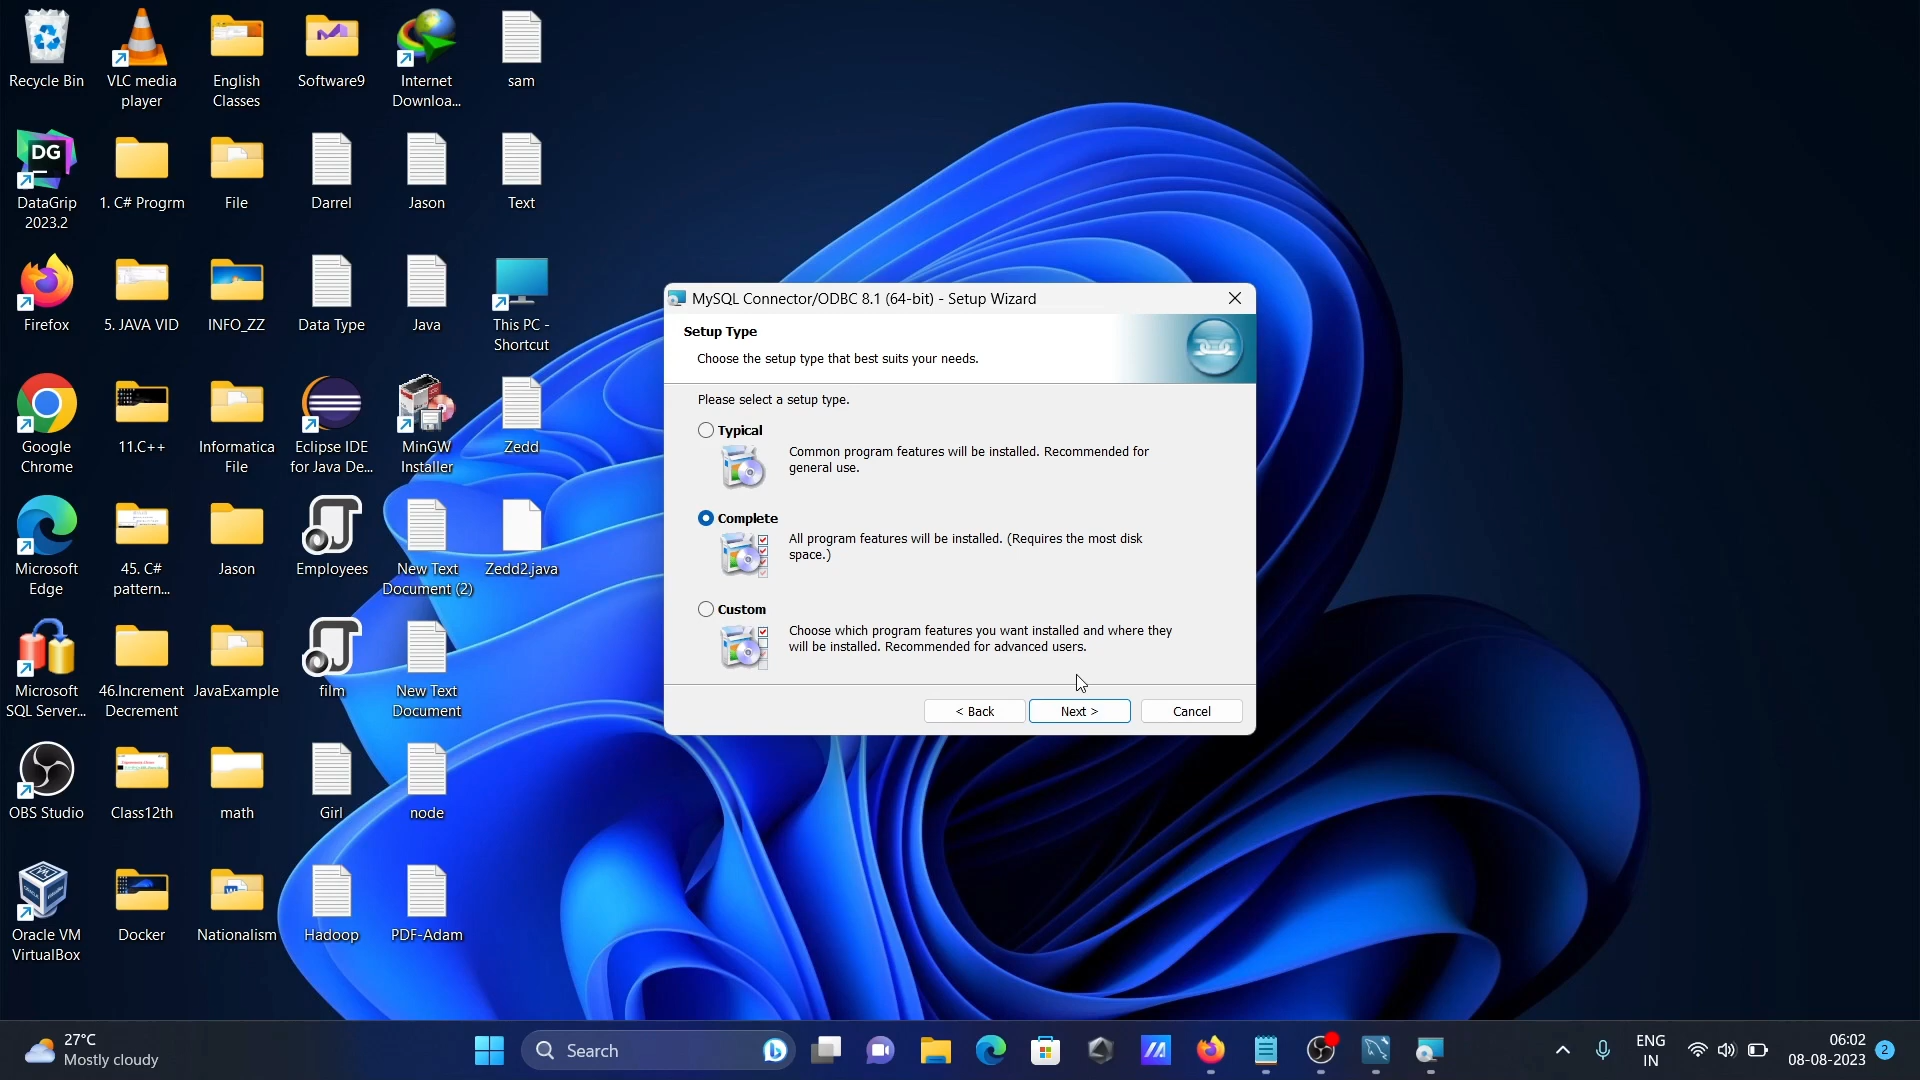 Recycle Bin
VLC media
player
English
Classes
Software9
Internet
Downloa...
sam
DG
DataGrip
2023.2
1. C# Progrm
File
Darrel
Jason
Text
Firefox
5. JAVA VID
INFO_ZZ
Data Type
Java
This PC -
Shortcut
Google
Chrome
11.C++
Informatica
File
Eclipse IDE
for Java De...
MinGW
Installer
Zedd
Microsoft
Edge
45. C#
pattern...
Jason
Employees
New Text
Document (2)
Zedd2.java
Microsoft
SQL Server...
46.Increment
Decrement
JavaExample
film
New Text
Document
OBS Studio
Class12th
math
Girl
node
Oracle VM
VirtualBox
Docker
Nationalism
Hadoop
PDF-Adam
MySQL Connector/ODBC 8.1 (64-bit) - Setup Wizard
Setup Type
Choose the setup type that best suits your needs.
Please select a setup type.
Typical
Common program features will be installed. Recommended for
general use.
Complete
All program features will be installed. (Requires the most disk
space.)
Custom
Choose which program features you want installed and where they
will be installed. Recommended for advanced users.
< Back
Next >
Cancel
27°C
Mostly cloudy
Search
ENG
IN
06:02
08-08-2023
2